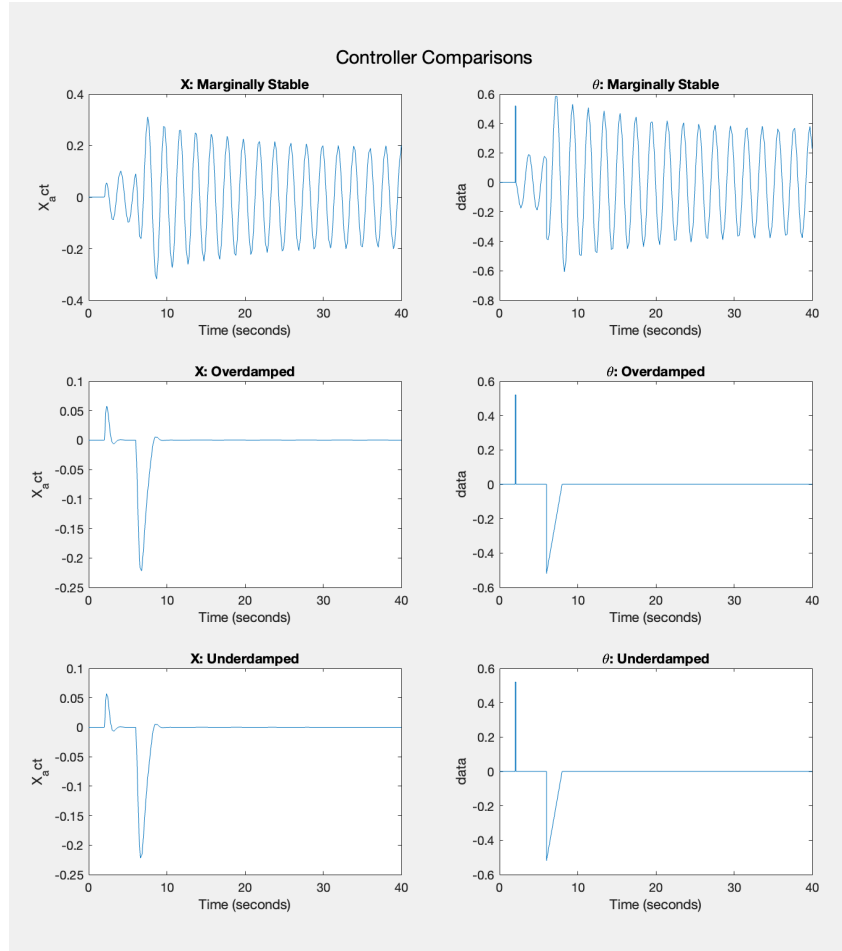 Controller Comparisons
X: Marginally Stable
0.4
0.2
0
-0.2
-0.4
X_act
0 10 20 30 40
Time (seconds)
θ: Marginally Stable
0.6
0.4
0.2
0
-0.2
-0.4
-0.6
-0.8
data
0 10 20 30 40
Time (seconds)
X: Overdamped
0.1
0.05
0
-0.05
-0.1
-0.15
-0.2
-0.25
X_act
0 10 20 30 40
Time (seconds)
θ: Overdamped
0.6
0.4
0.2
0
-0.2
-0.4
-0.6
data
0 10 20 30 40
Time (seconds)
X: Underdamped
0.1
0.05
0
-0.05
-0.1
-0.15
-0.2
-0.25
X_act
0 10 20 30 40
Time (seconds)
θ: Underdamped
0.6
0.4
0.2
0
-0.2
-0.4
-0.6
data
0 10 20 30 40
Time (seconds)